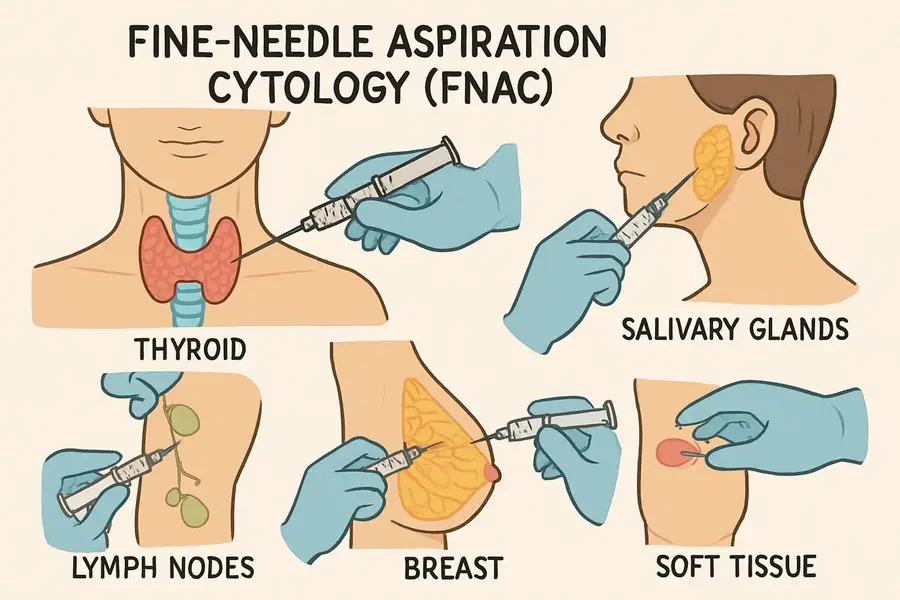 FINE-NEEDLE ASPIRATION
CYTOLOGY (FNAC)
THYROID
SALIVARY GLANDS
LYMPH NODES
BREAST
SOFT TISSUE